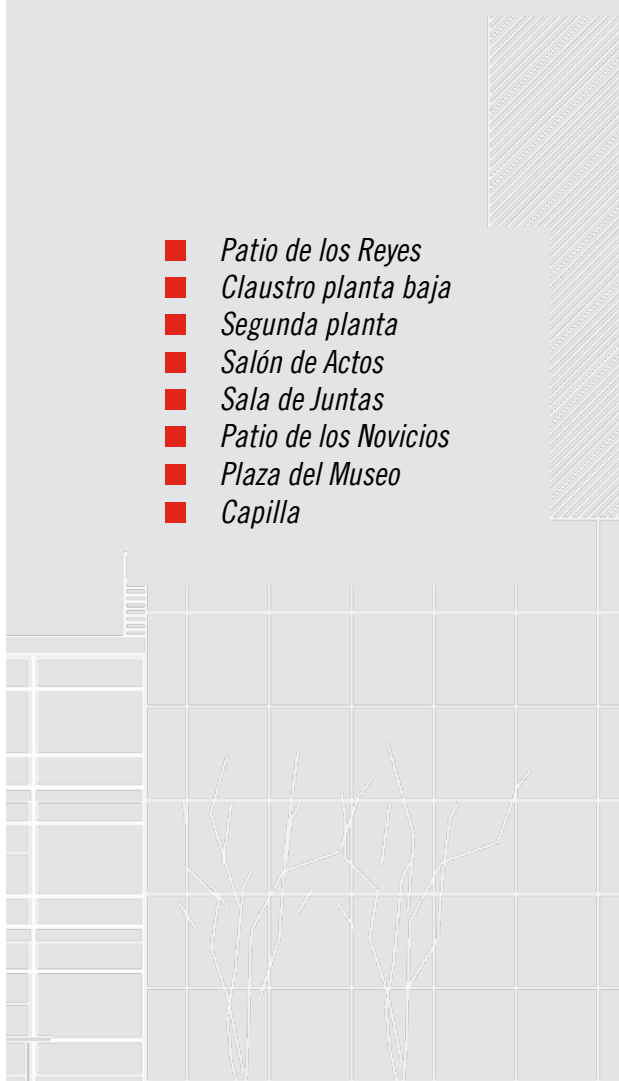 Patio de los Reyes
Claustro planta baja
Segunda planta
Salón de Actos
Sala de Juntas
Patio de los Novicios
Plaza del Museo
Capilla